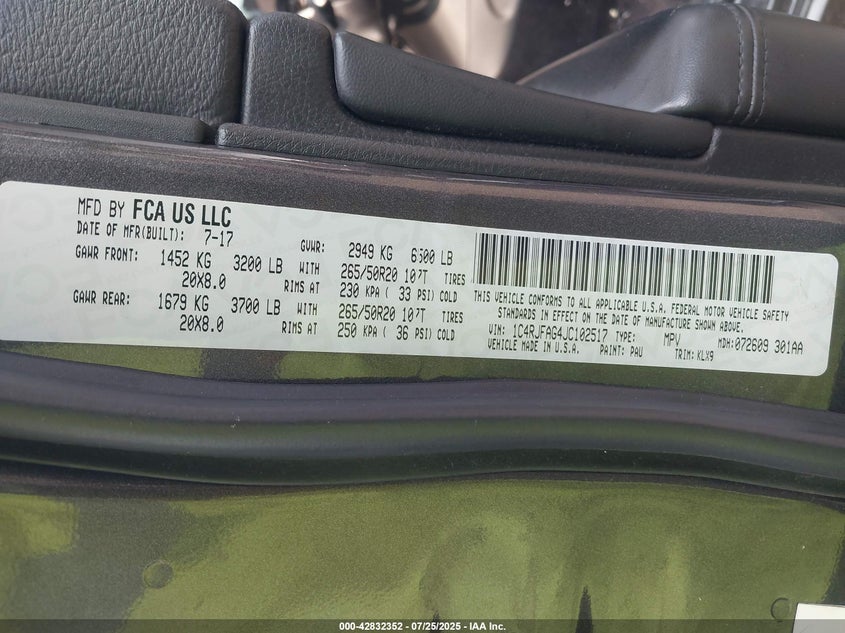 MFD BY FCA US LLC
DATE OF MFR(BUILT): 7-17 GVWR: 2949 KG 6500 LB
GAWR FRONT: 1452 KG 3200 LB WITH 265/50R20 107T TIRES
20X8.0 RIMS AT 230 KPA ( 33 PSI) COLD
GAWR REAR: 1679 KG 3700 LB WITH 265/50R20 107T TIRES
20X8.0 RIMS AT 250 KPA ( 36 PSI) COLD
THIS VEHICLE CONFORMS TO ALL APPLICABLE U.S.A. FEDERAL MOTOR VEHICLE SAFETY
STANDARDS IN EFFECT ON THE DATE OF MANUFACTURE SHOWN ABOVE.
VIN: 1C4RJFAG4JC102517 TYPE: MPV MDH:072609 301AA
VEHICLE MADE IN U.S.A. PAINT: PAU TRIM: KLX9
000-42832352 - 07/25/2025 - IAA Inc.